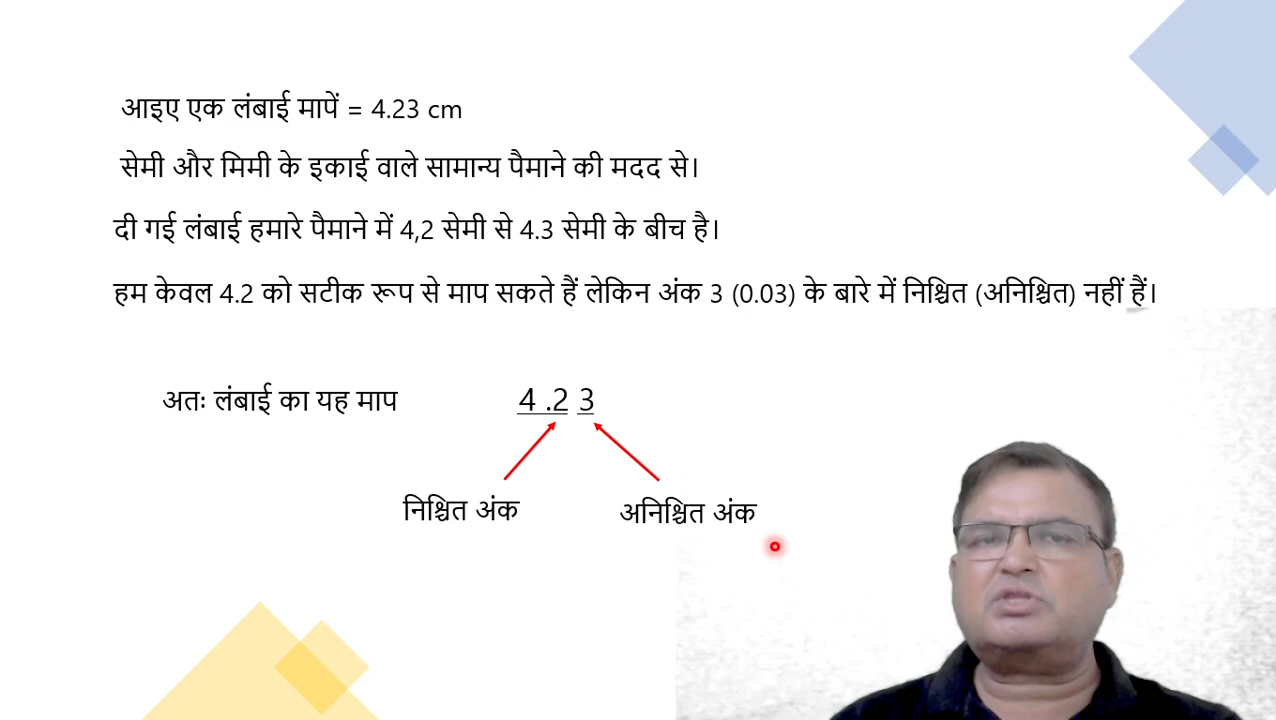 आइए एक लंबाई मापें = 4.23 cm
सेमी और मिमी के इकाई वाले सामान्य पैमाने की मदद से।
दी गई लंबाई हमारे पैमाने में 4,2 सेमी से 4.3 सेमी के बीच है।
हम केवल 4.2 को सटीक रूप से माप सकते हैं लेकिन अंक 3 (0.03) के बारे में निश्चित (अनिश्चित) नहीं हैं।
अतः लंबाई का यह माप 4 .2 3
निश्चित अंक अनिश्चित अंक